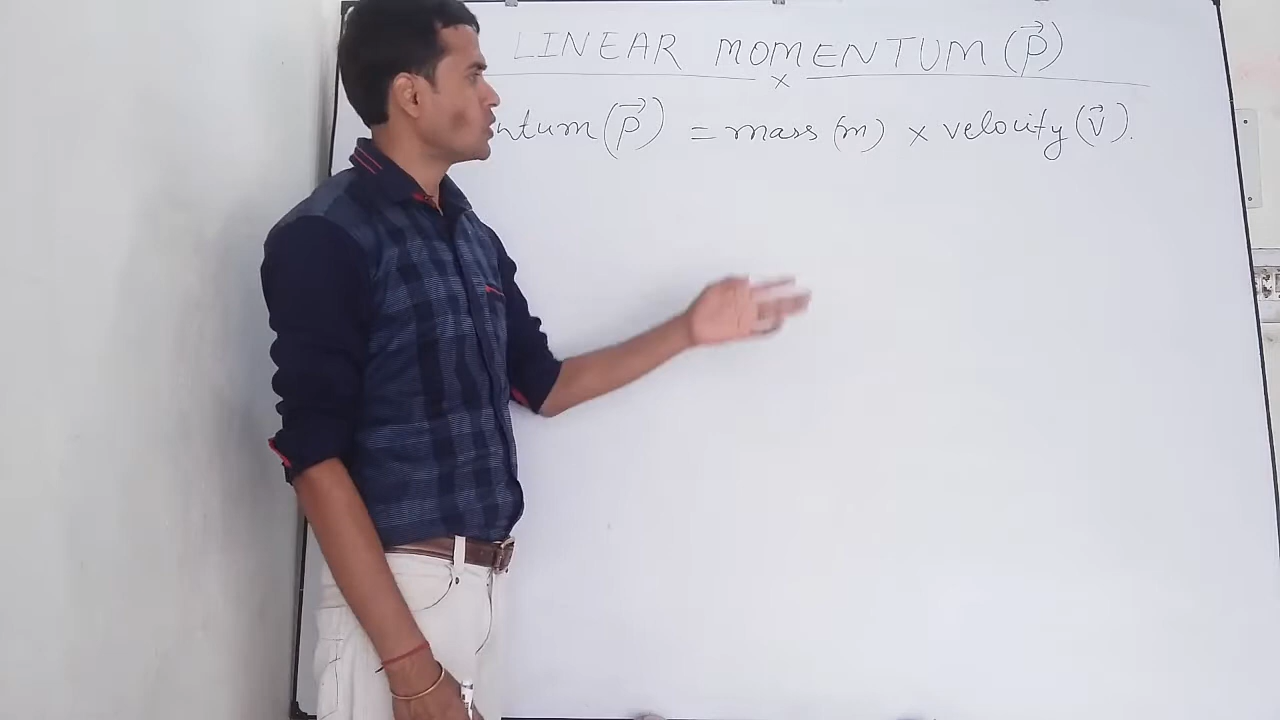 LINEAR MOMENTUM (p⃗)
x
ntum (p⃗) = mass (m) × velocity (v⃗).